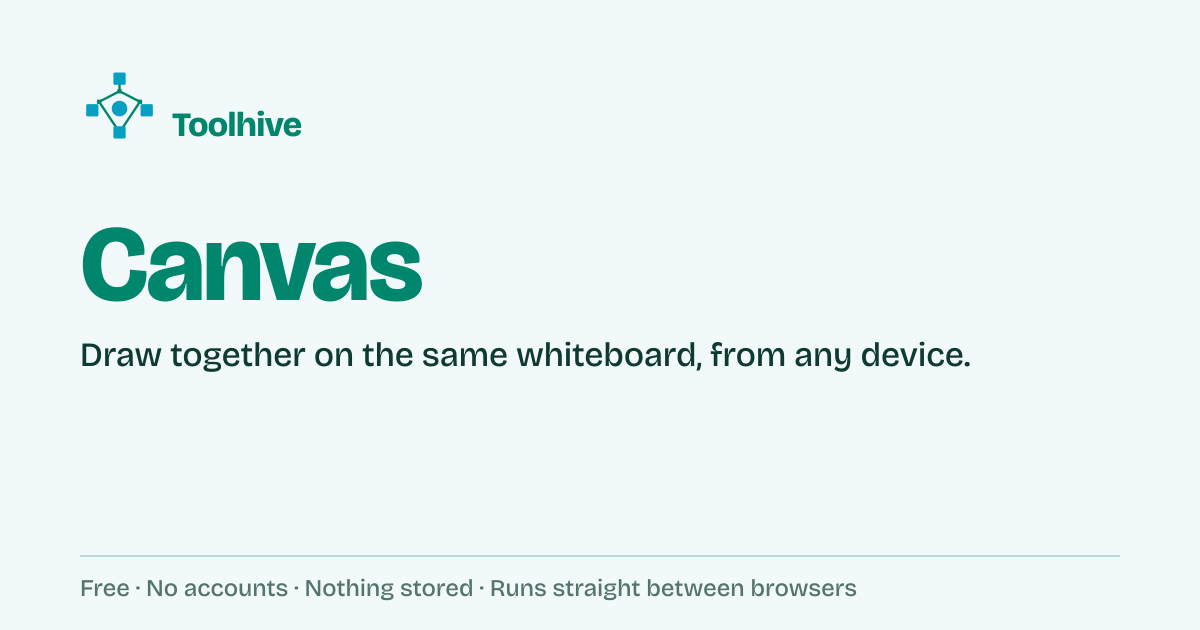 Toolhive
Canvas
Draw together on the same whiteboard, from any device.
Free · No accounts · Nothing stored · Runs straight between browsers